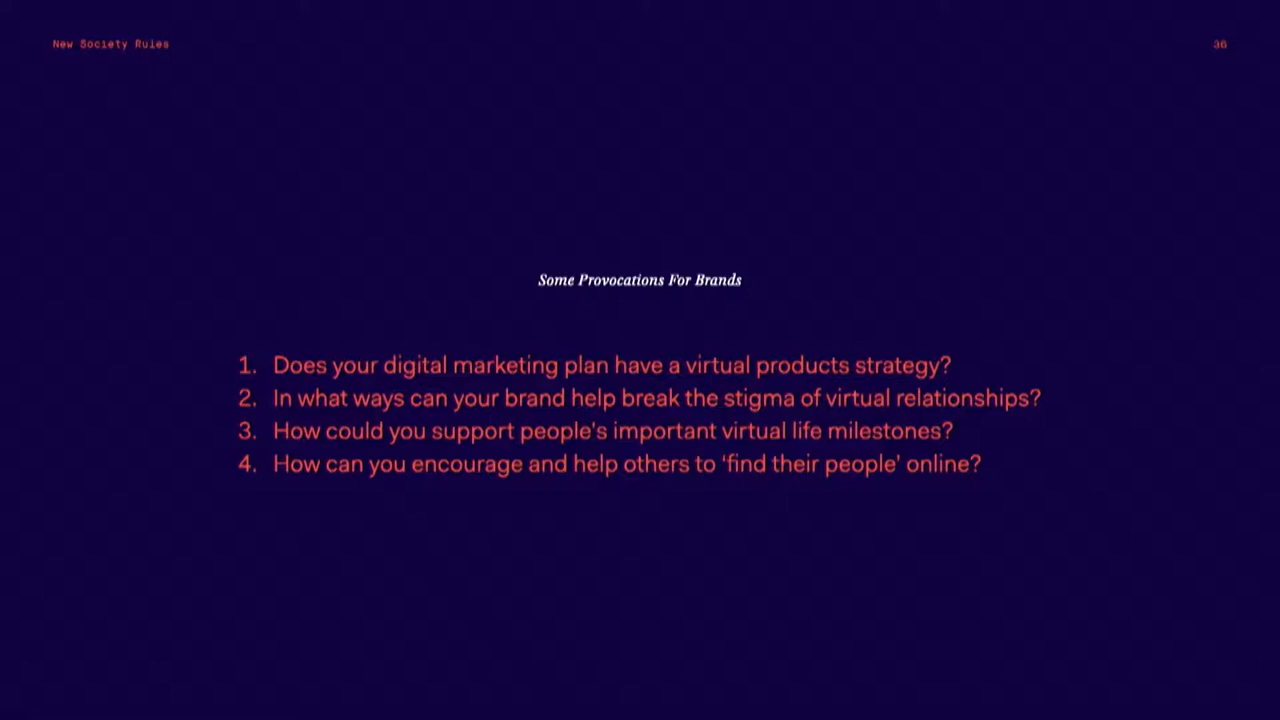 New Society Rules
36
Some Provocations For Brands
1. Does your digital marketing plan have a virtual products strategy?
2. In what ways can your brand help break the stigma of virtual relationships?
3. How could you support people's important virtual life milestones?
4. How can you encourage and help others to ‘find their people’ online?